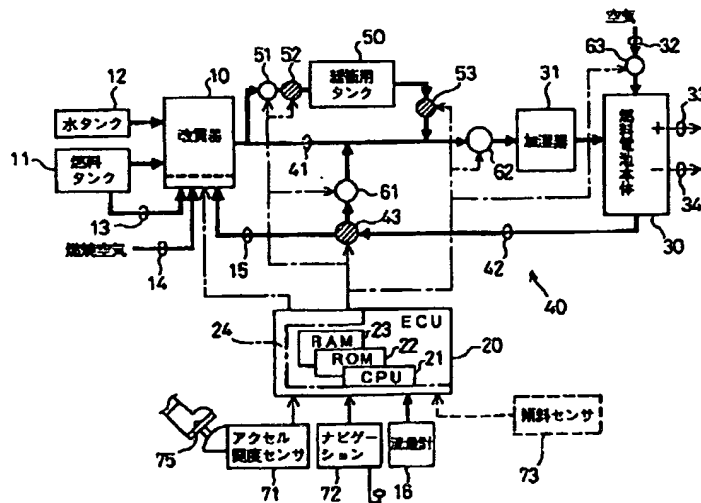 空気
50
63
32
12
10
51
52
緩衝用
タンク
53
31
33
水タンク
改質器
加湿器
燃料電池本体
+
11
燃料
タンク
41
62
−
34
13
61
43
30
燃焼空気
14
15
42
40
24
ECU
RAM
23
ROM
22
CPU
21
20
アクセル
開度センサ
ナビゲー
ション
流量計
傾斜センサ
75
71
72
16
73